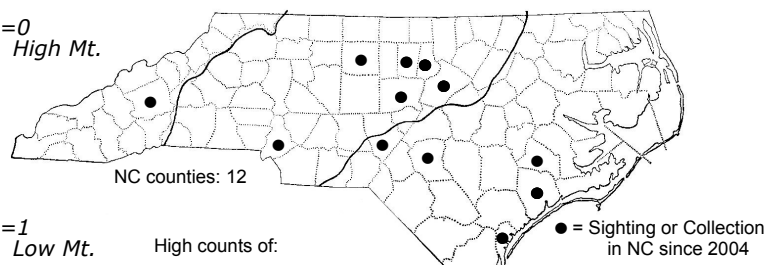 =0
High Mt.
NC counties: 12
=1
Low Mt.
High counts of:
● = Sighting or Collection
in NC since 2004